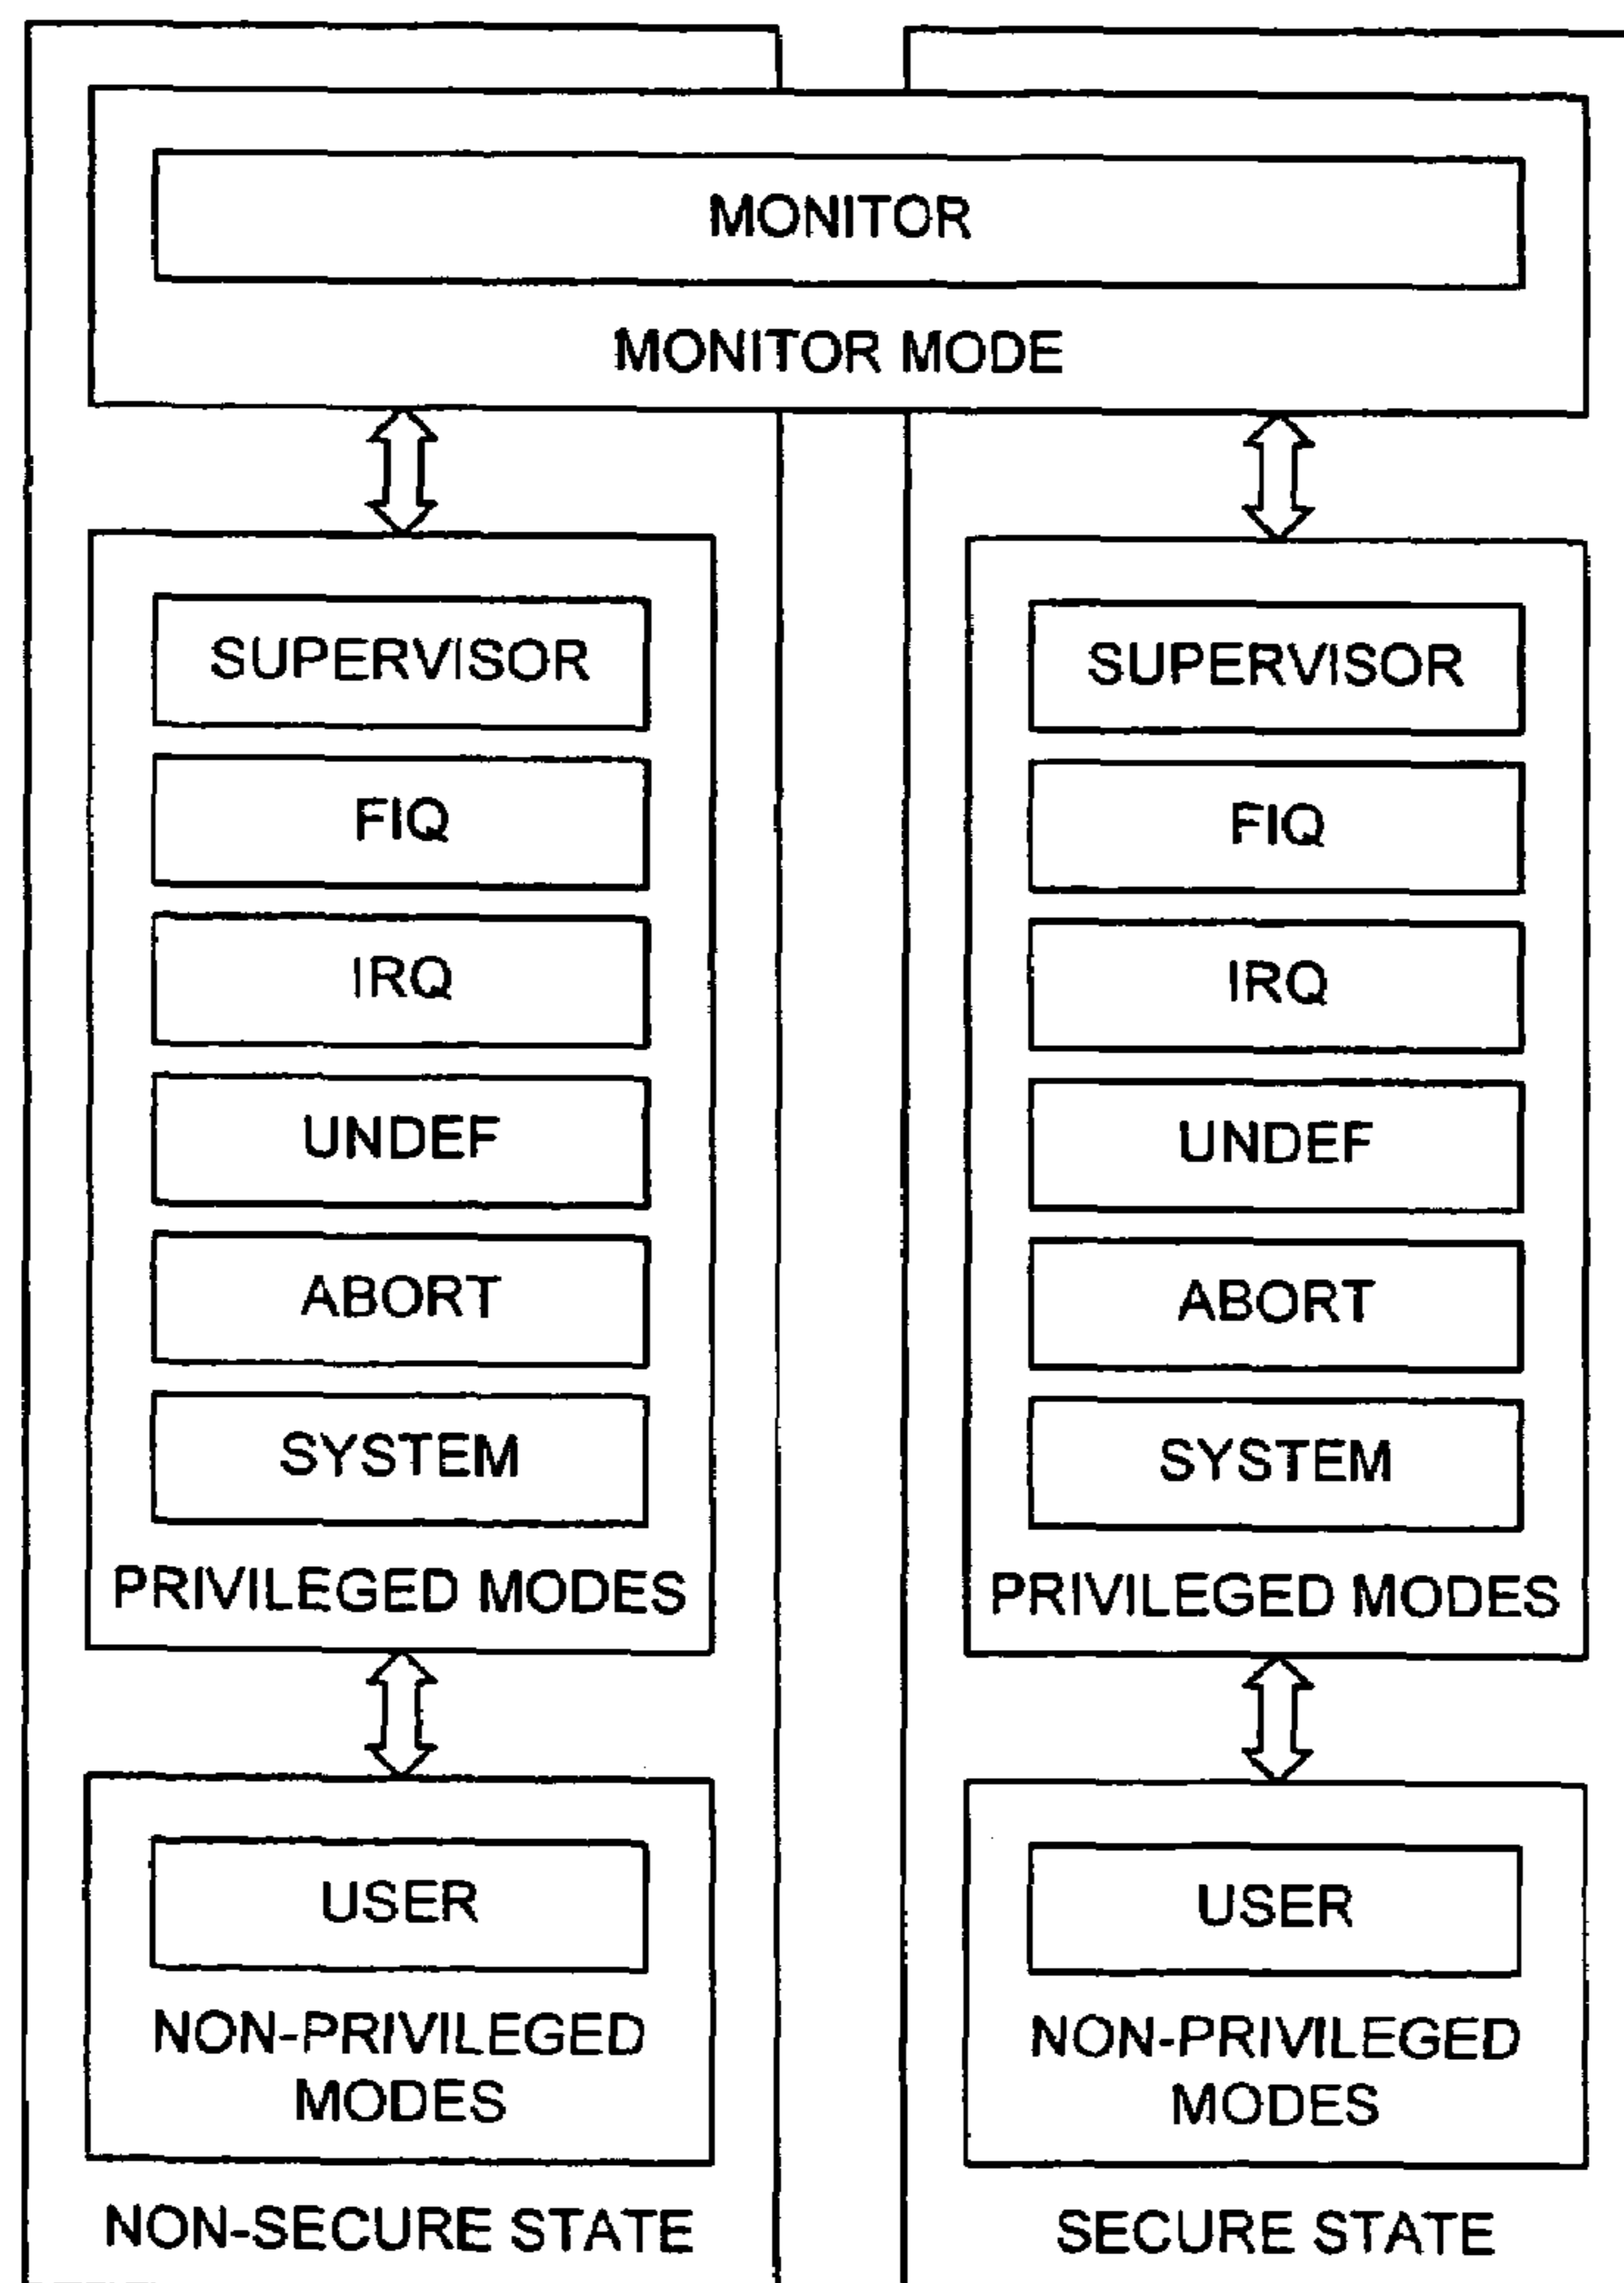 MONITOR
MONITOR MODE
SUPERVISOR
FIQ
IRQ
UNDEF
ABORT
SYSTEM
PRIVILEGED MODES
USER
NON-PRIVILEGED
MODES
NON-SECURE STATE
SUPERVISOR
FIQ
IRQ
UNDEF
ABORT
SYSTEM
PRIVILEGED MODES
USER
NON-PRIVILEGED
MODES
SECURE STATE